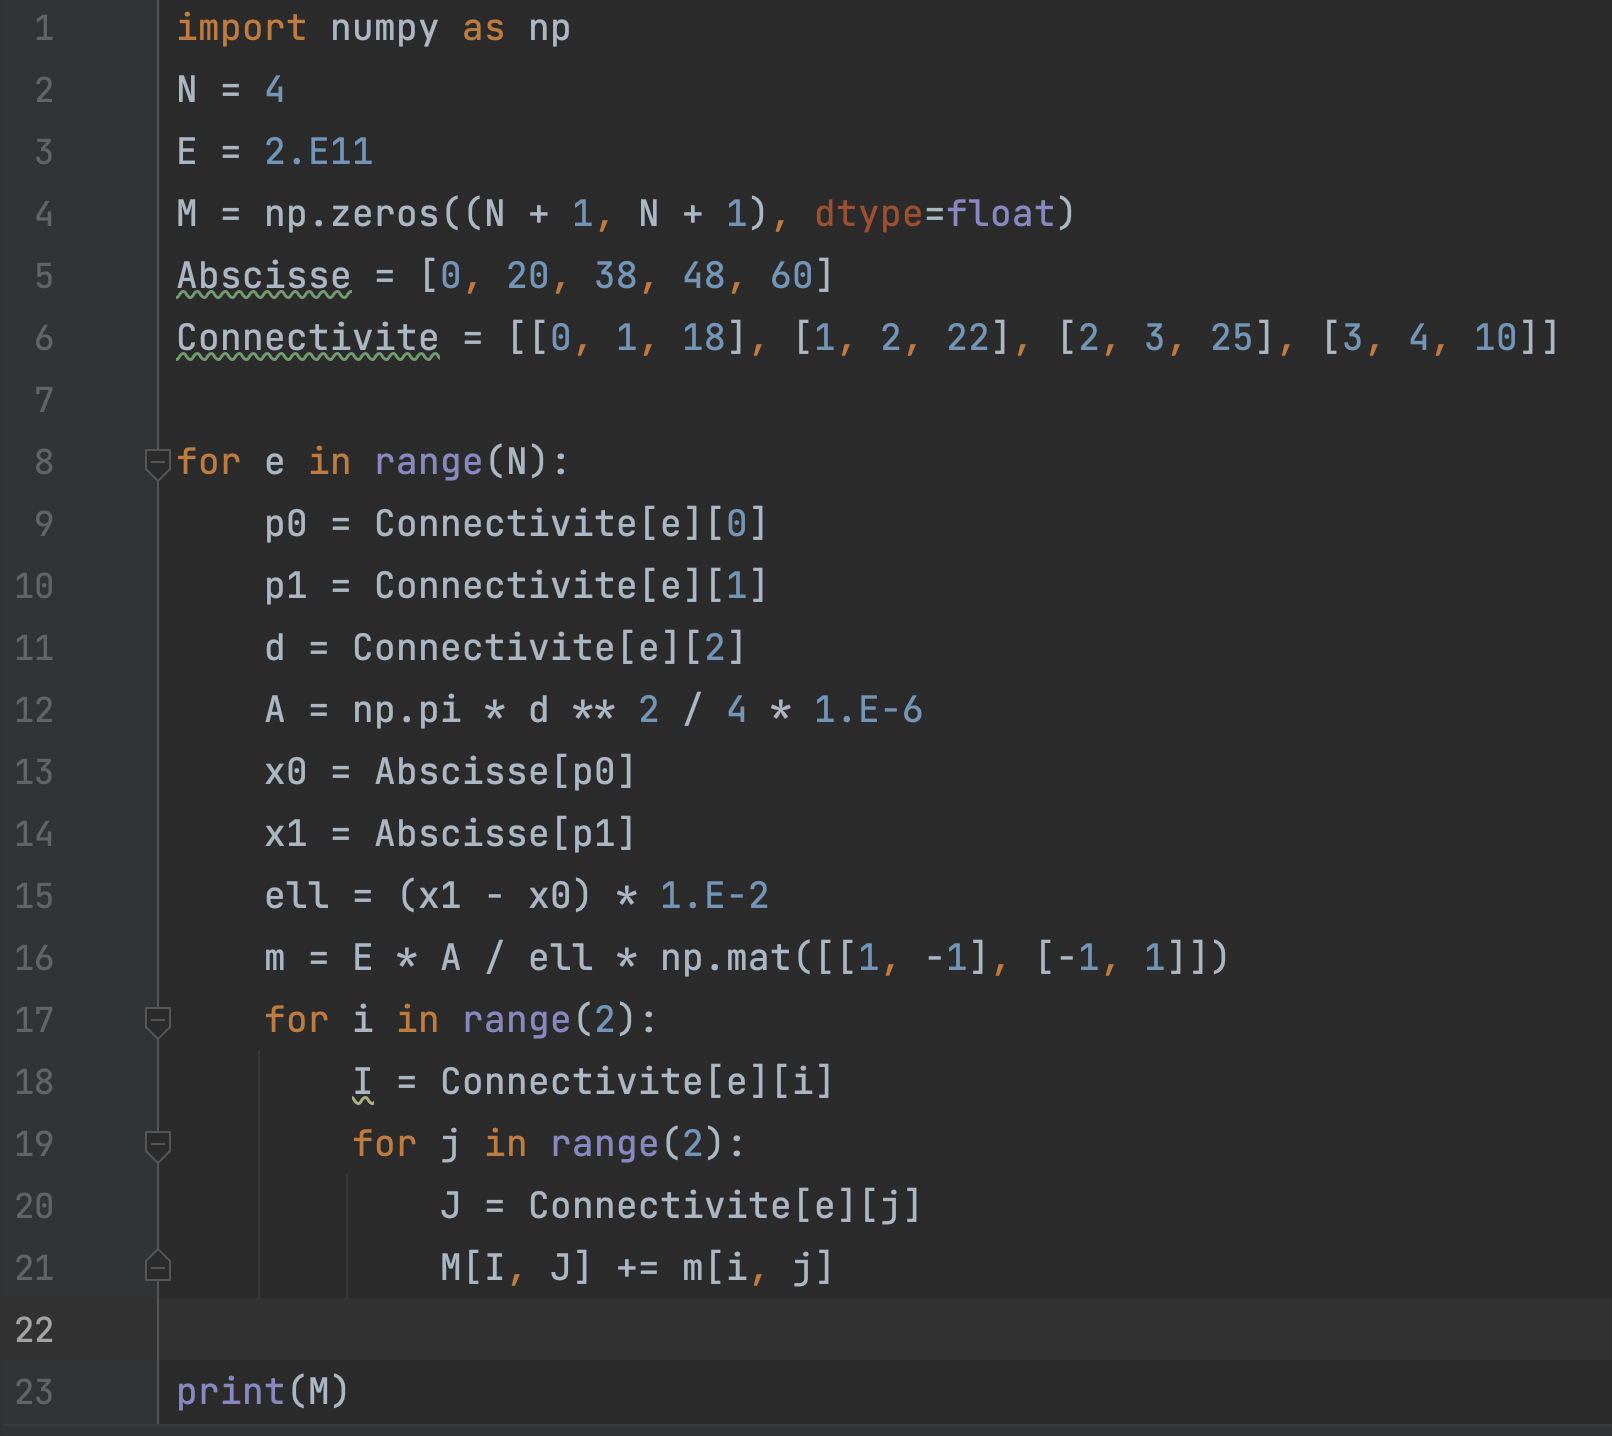 1 import numpy as np
2 N = 4
3 E = 2.E11
4 M = np.zeros((N + 1, N + 1), dtype=float)
5 Abscisse = [0, 20, 38, 48, 60]
6 Connectivite = [[0, 1, 18], [1, 2, 22], [2, 3, 25], [3, 4, 10]]
7
8 for e in range(N):
9     p0 = Connectivite[e][0]
10     p1 = Connectivite[e][1]
11     d = Connectivite[e][2]
12     A = np.pi * d ** 2 / 4 * 1.E-6
13     x0 = Abscisse[p0]
14     x1 = Abscisse[p1]
15     ell = (x1 - x0) * 1.E-2
16     m = E * A / ell * np.mat([[1, -1], [-1, 1]])
17     for i in range(2):
18         I = Connectivite[e][i]
19         for j in range(2):
20             J = Connectivite[e][j]
21             M[I, J] += m[i, j]
22
23 print(M)